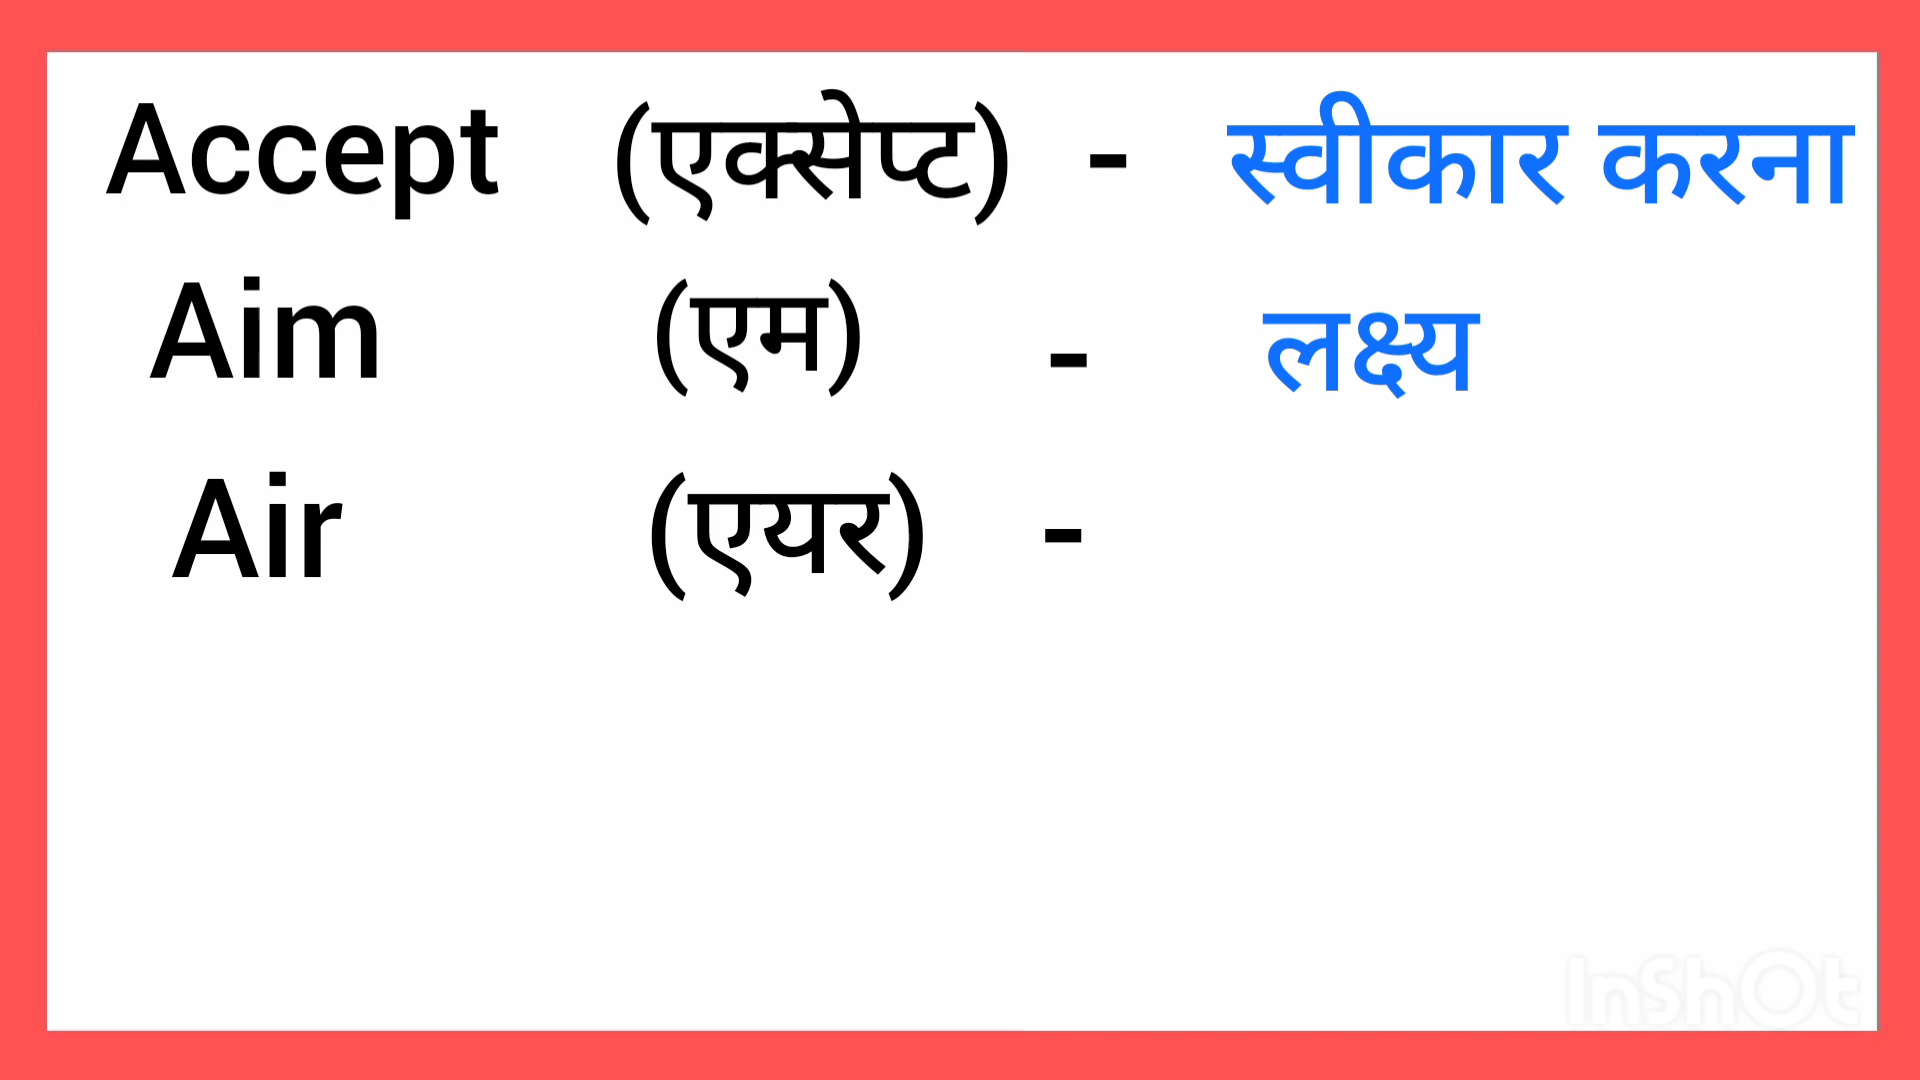 Accept (एक्सेप्ट) - स्वीकार करना
Aim (एम) - लक्ष्य
Air (एयर) -
InShOt